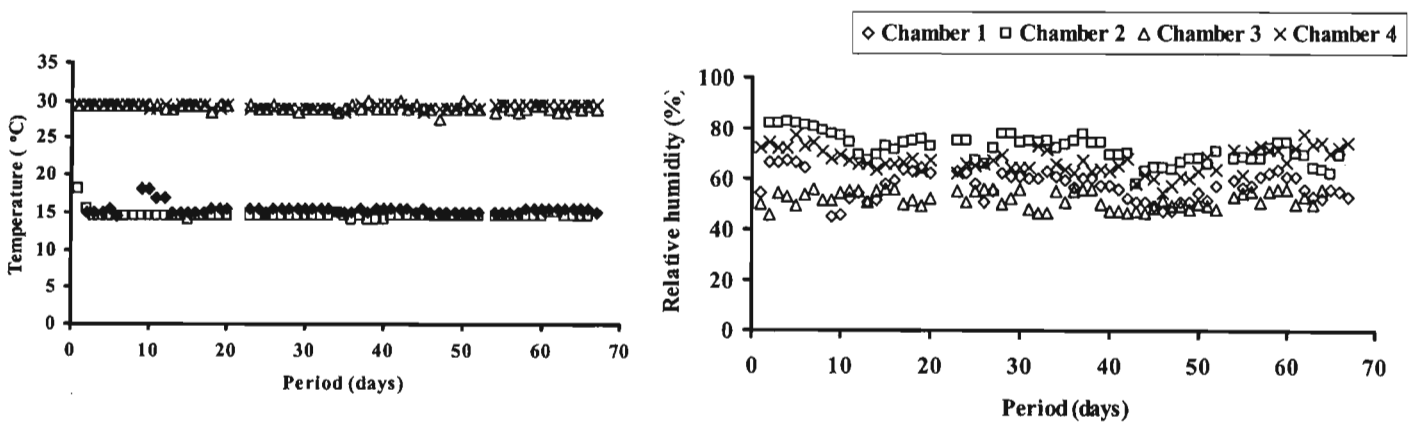 ◇ Chamber 1 □ Chamber 2 △ Chamber 3 × Chamber 4
Temperature ( °C)
35
30
25
20
15
10
5
0
0 10 20 30 40 50 60 70
Period (days)
Relative humidity (%)
100
80
60
40
20
0
0 10 20 30 40 50 60 70
Period (days)